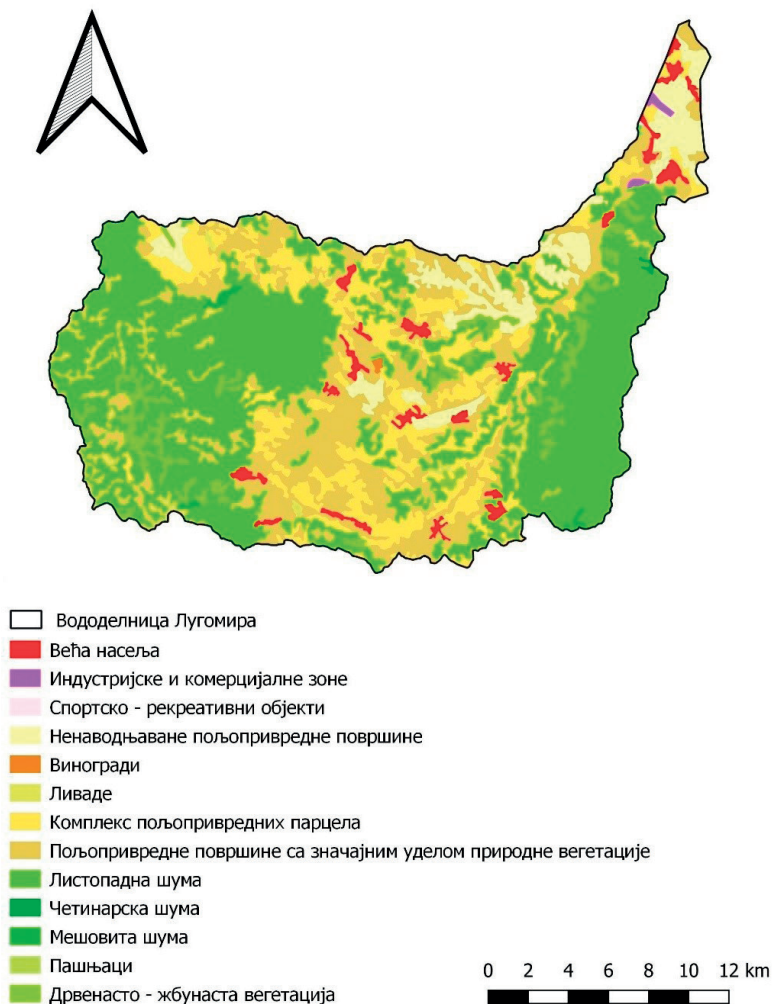 Вододелница Лугомира
Већа насеља
Индустријске и комерцијалне зоне
Спортско - рекреативни објекти
Ненаводњаване пољопривредне површине
Виногради
Ливаде
Комплекс пољопривредних парцела
Пољопривредне површине са значајним уделом природне вегетације
Листопадна шума
Четинарска шума
Мешовита шума
Пашњаци
Дрвенасто - жбунаста вегетација
0 2 4 6 8 10 12 km